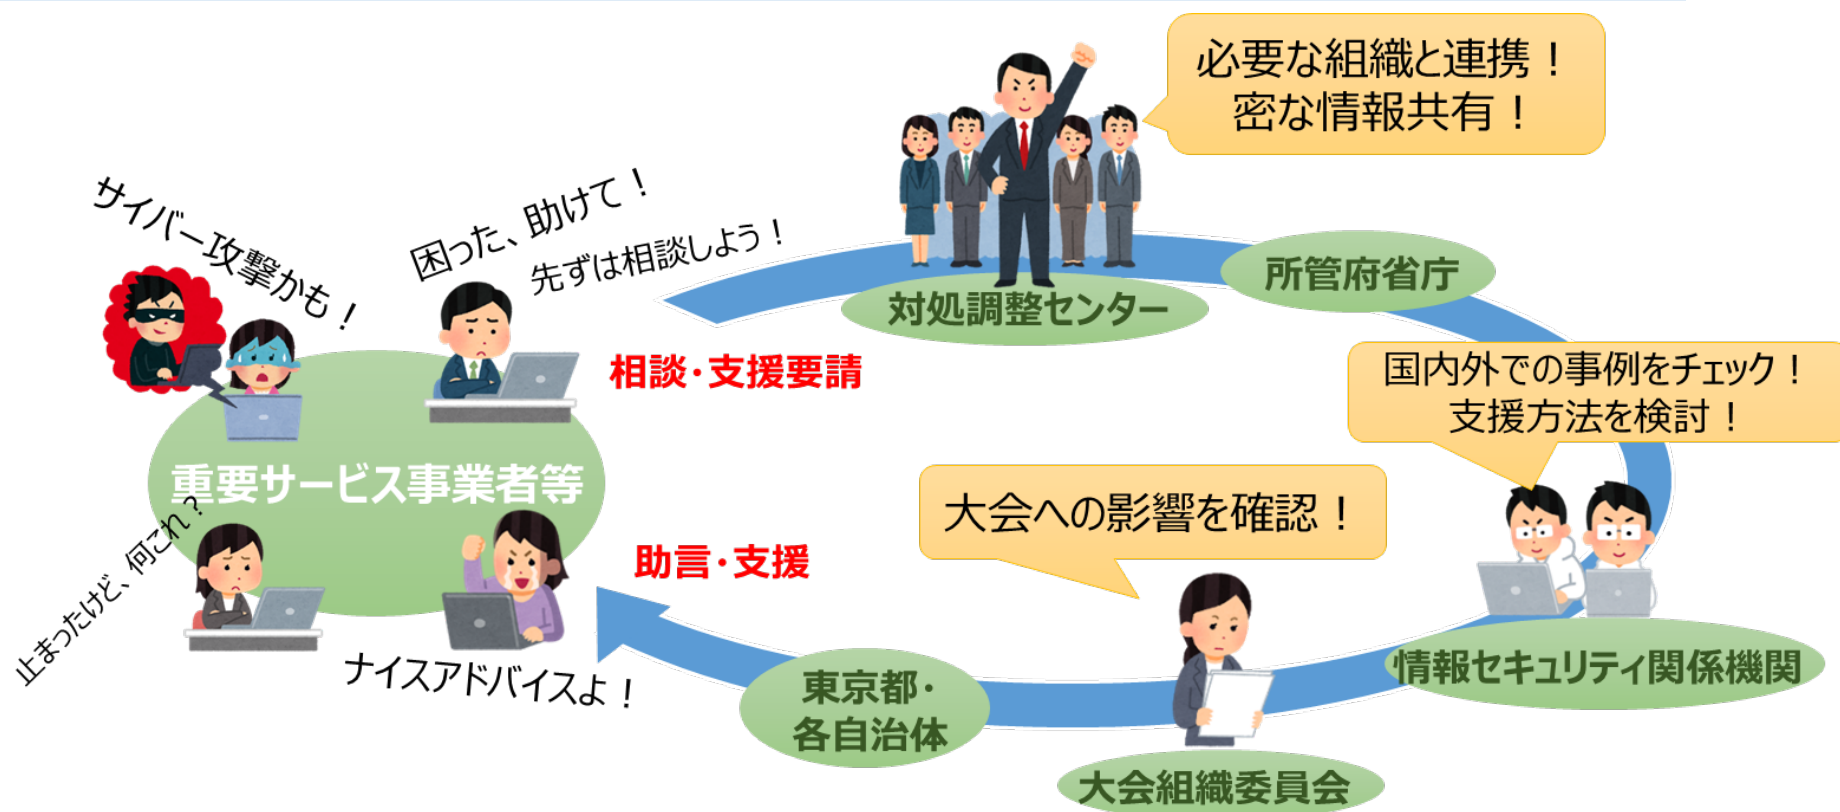 必要な組織と連携！
密な情報共有！
サイバー攻撃かも！
困った、助けて！
先ずは相談しよう！
所管府省庁
対処調整センター
相談・支援要請
国内外での事例をチェック！
支援方法を検討！
重要サービス事業者等
大会への影響を確認！
止まったけど、何これ？
助言・支援
ナイスアドバイスよ！
情報セキュリティ関係機関
東京都・
各自治体
大会組織委員会